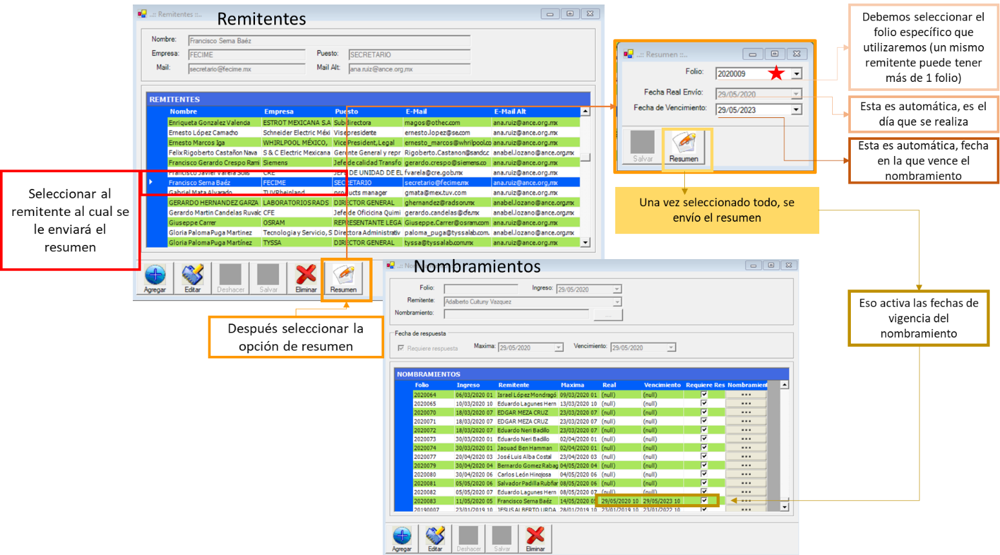 ..:: Remitentes ::..
Remitentes
Nombre: Francisco Serna Baéz
Empresa: FECIME Puesto: SECRETARIO
Mail: secretario@fecime.mx Mail Alt: ana.ruiz@ance.org.mx
REMITENTES
Nombre Empresa Puesto E-Mail E-Mail Alt
Enriqueta Gonzalez Valenda ESTROT MEXICANA S.A Subdirectora magos@othec.com ana.ruiz@ance.org.mx
Ernesto López Camacho Schneider Electric Méxi Visepresidente ernesto.lopez@se.com ana.ruiz@ance.org.mx
Ernesto Marcos Iga WHIRLPOOL MÉXICO, Vice President, Legal ernesto_marcos@whrilpool.co ana.ruiz@ance.org.mx
Felix Rigoberto Castañon Nava S & C Electric Mexicana Gerente General y repr Rigoberto.Castanon@sandc.c anabel.lozano@ance.org.mx
Francisco Gerardo Crespo Rami Siemens Jefe de calidad Transfo gerardo.crespo@siemens.co anabel.lozano@ance.org.mx
Francisco Javier Varela Solis CRE JEFE DE UNIDAD DE EL fvarela@cre.gob.mx ana.ruiz@ance.org.mx
Francisco Serna Baéz FECIME SECRETARIO secretario@fecime.mx ana.ruiz@ance.org.mx
Gabriel Mata Alvarado TUVRheinland products manager gmata@mex.tuv.com ana.ruiz@ance.org.mx
GERARDO HERNANDEZ GARZA LABORATORIOS RADS DIRECTOR GENERAL ghernandez@radson.mx anabel.lozano@ance.org.mx
Gerardo Martin Candelas Ruvalc CFE Jefe de Oficicina Quimi gerardo.candelas@cfe.mx anabel.lozano@ance.org.mx
Giuseppe Carrer OSRAM REPRESENTANTE LEGA Giuseppe.Carrer@osram.com ana.ruiz@ance.org.mx
Gloria Paloma Puga Martinez Tecnologia y Servicio, S Directora Administrativ paloma_puga@tyssalab.com. anabel.lozano@ance.org.mx
Gloria Paloma Puga Martínez TYSSA DIRECTOR GENERAL tyssa@tyssalab.com.mx ana.ruiz@ance.org.mx
Agregar Editar Deshacer Salvar Eliminar Resumen
Seleccionar al
remitente al cual se
le enviará el
resumen
Después seleccionar la
opción de resumen
..:: Resumen ::..
Folio: 2020009
Fecha Real Envío: 29/05/2020
Fecha de Vencimiento: 29/05/2023
Salvar Resumen
Debemos seleccionar el
folio específico que
utilizaremos (un mismo
remitente puede tener
más de 1 folio)
Esta es automática, es el
día que se realiza
Esta es automática, fecha
en la que vence el
nombramiento
Una vez seleccionado todo, se
envío el resumen
Eso activa las fechas de
vigencia del
nombramiento
Nombramientos
Folio: Ingreso: 29/05/2020
Remitente: Adalberto Cuituny Vazquez
Nombramiento: ...
Fecha de respuesta
Requiere respuesta Maxima: 29/05/2020 Vencimiento: 29/05/2020
NOMBRAMIENTOS
Folio Ingreso Remitente Maxima Real Vencimiento Requiere Res Nombramient
2020064 06/03/2020 01 Israel López Mondragó 09/03/2020 01 (null) (null) ...
2020065 10/03/2020 10 Eduardo Lagunes Hern 13/03/2020 10 (null) (null) ...
2020070 18/03/2020 07 EDGAR MEZA CRUZ 23/03/2020 07 (null) (null) ...
2020071 18/03/2020 07 EDGAR MEZA CRUZ 23/03/2020 07 (null) (null) ...
2020072 18/03/2020 07 Eduardo Neri Badillo 23/03/2020 07 (null) (null) ...
2020073 30/03/2020 01 Eduardo Neri Badillo 02/04/2020 01 (null) (null) ...
2020074 30/03/2020 01 Jaouad Ben Hamman 02/04/2020 01 (null) (null) ...
2020077 20/04/2020 03 José Luis Alba Costal 23/04/2020 03 (null) (null) ...
2020079 30/04/2020 04 Bernardo Gomez Rabag 04/05/2020 04 (null) (null) ...
2020080 30/04/2020 06 Carlos León Hinojosa 04/05/2020 06 (null) (null) ...
2020081 05/05/2020 06 Salvador Padilla Rubfiar 08/05/2020 06 (null) (null) ...
2020082 05/05/2020 07 Eduardo Lagunes Hern 08/05/2020 07 (null) (null) ...
2020083 11/05/2020 05 Francisco Serna Baéz 14/05/2020 05 29/05/2020 10 29/05/2023 10 ...
20190007 23/01/2019 10 JESUS ALBERTO URDA 28/01/2019 10 23/01/2019 10 23/01/2022 10 ...
Agregar Editar Deshacer Salvar Eliminar